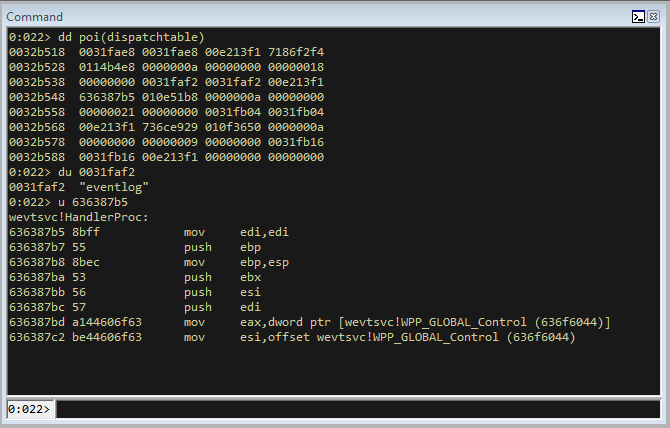 Command
0:022> dd poi(dispatchtable)
0032b518  0031fae8 0031fae8 00e213f1 7186f2f4
0032b528  0114b4e8 0000000a 00000000 00000018
0032b538  00000000 0031faf2 0031faf2 00e213f1
0032b548  636387b5 010e51b8 0000000a 00000000
0032b558  00000021 00000000 0031fb04 0031fb04
0032b568  00e213f1 736ce929 010f3650 0000000a
0032b578  00000000 00000009 00000000 0031fb16
0032b588  0031fb16 00e213f1 00000000 00000000
0:022> du 0031faf2
0031faf2  "eventlog"
0:022> u 636387b5
wevtsvc!HandlerProc:
636387b5 8bff            mov     edi,edi
636387b7 55              push    ebp
636387b8 8bec            mov     ebp,esp
636387ba 53              push    ebx
636387bb 56              push    esi
636387bc 57              push    edi
636387bd a144606f63      mov     eax,dword ptr [wevtsvc!WPP_GLOBAL_Control (636f6044)]
636387c2 be44606f63      mov     esi,offset wevtsvc!WPP_GLOBAL_Control (636f6044)
0:022>